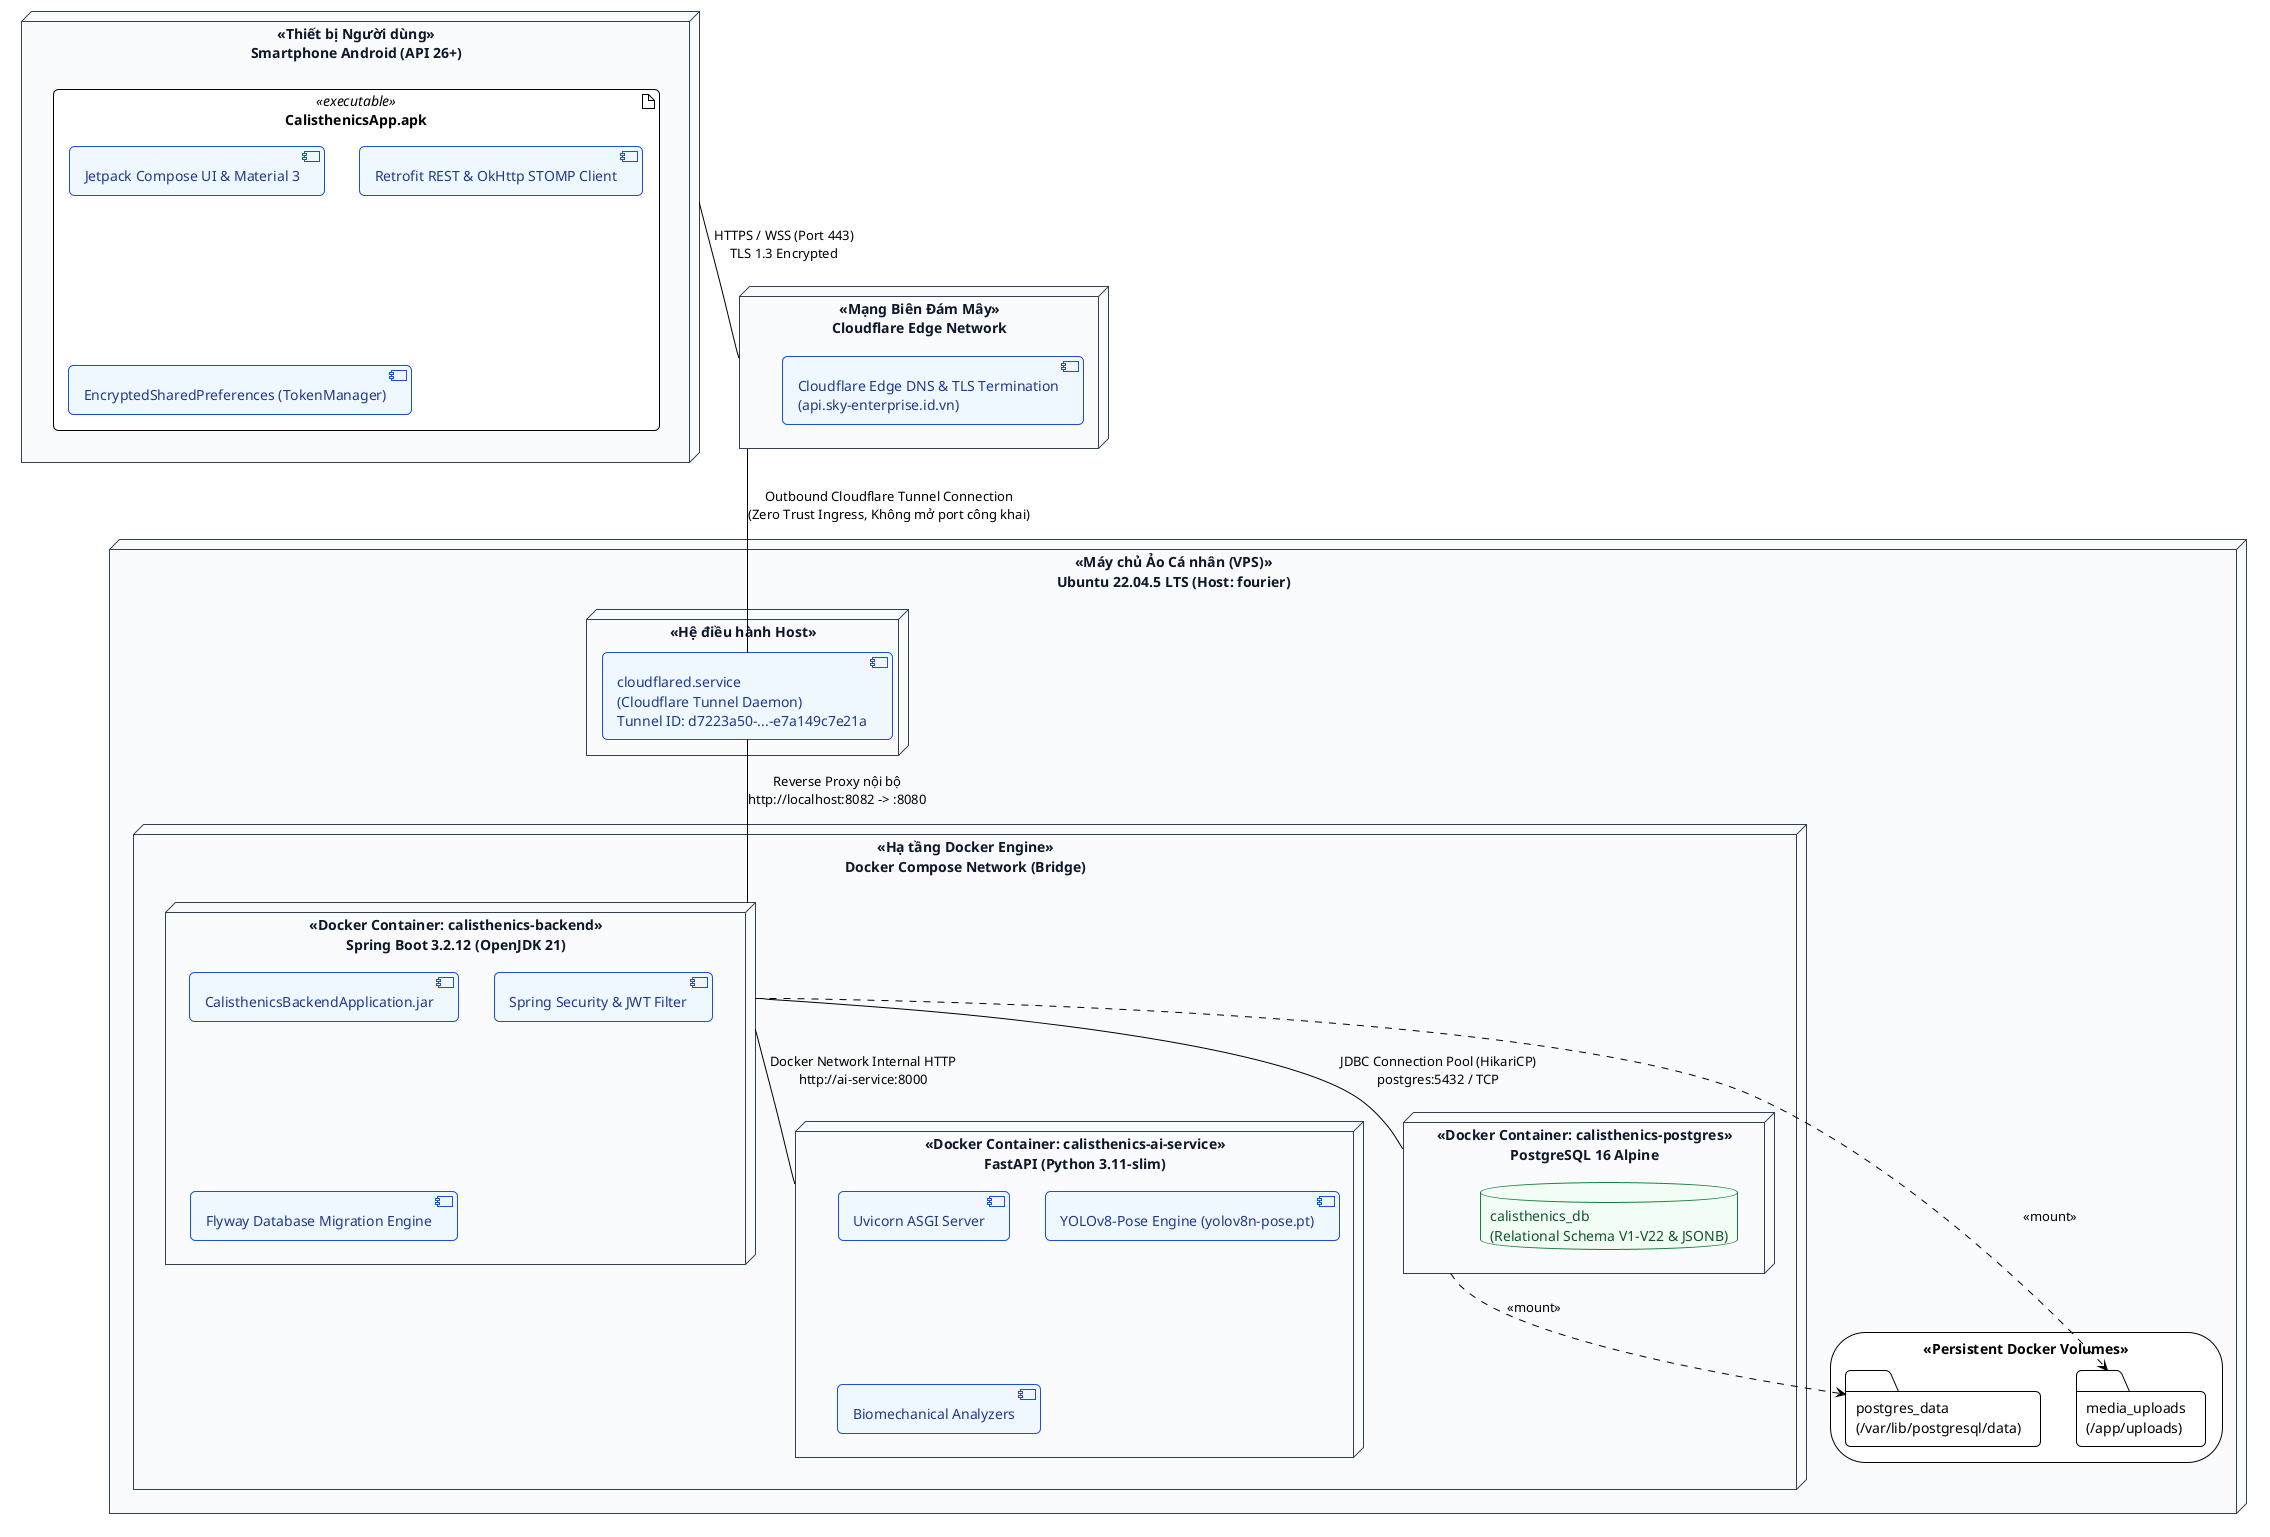 «Thiết bị Người dùng»
Smartphone Android (API 26+)
«executable»
CalisthenicsApp.apk
Jetpack Compose UI & Material 3
Retrofit REST & OkHttp STOMP Client
EncryptedSharedPreferences (TokenManager)
HTTPS / WSS (Port 443)
TLS 1.3 Encrypted
«Mạng Biên Đám Mây»
Cloudflare Edge Network
Cloudflare Edge DNS & TLS Termination
(api.sky-enterprise.id.vn)
Outbound Cloudflare Tunnel Connection
(Zero Trust Ingress, Không mở port công khai)
«Máy chủ Ảo Cá nhân (VPS)»
Ubuntu 22.04.5 LTS (Host: fourier)
«Hệ điều hành Host»
cloudflared.service
(Cloudflare Tunnel Daemon)
Tunnel ID: d7223a50-...-e7a149c7e21a
Reverse Proxy nội bộ
http://localhost:8082 -> :8080
«Hạ tầng Docker Engine»
Docker Compose Network (Bridge)
«Docker Container: calisthenics-backend»
Spring Boot 3.2.12 (OpenJDK 21)
CalisthenicsBackendApplication.jar
Spring Security & JWT Filter
Flyway Database Migration Engine
Docker Network Internal HTTP
http://ai-service:8000
JDBC Connection Pool (HikariCP)
postgres:5432 / TCP
«Docker Container: calisthenics-ai-service»
FastAPI (Python 3.11-slim)
Uvicorn ASGI Server
YOLOv8-Pose Engine (yolov8n-pose.pt)
Biomechanical Analyzers
«Docker Container: calisthenics-postgres»
PostgreSQL 16 Alpine
calisthenics_db
(Relational Schema V1-V22 & JSONB)
«mount»
«mount»
«Persistent Docker Volumes»
postgres_data
(/var/lib/postgresql/data)
media_uploads
(/app/uploads)